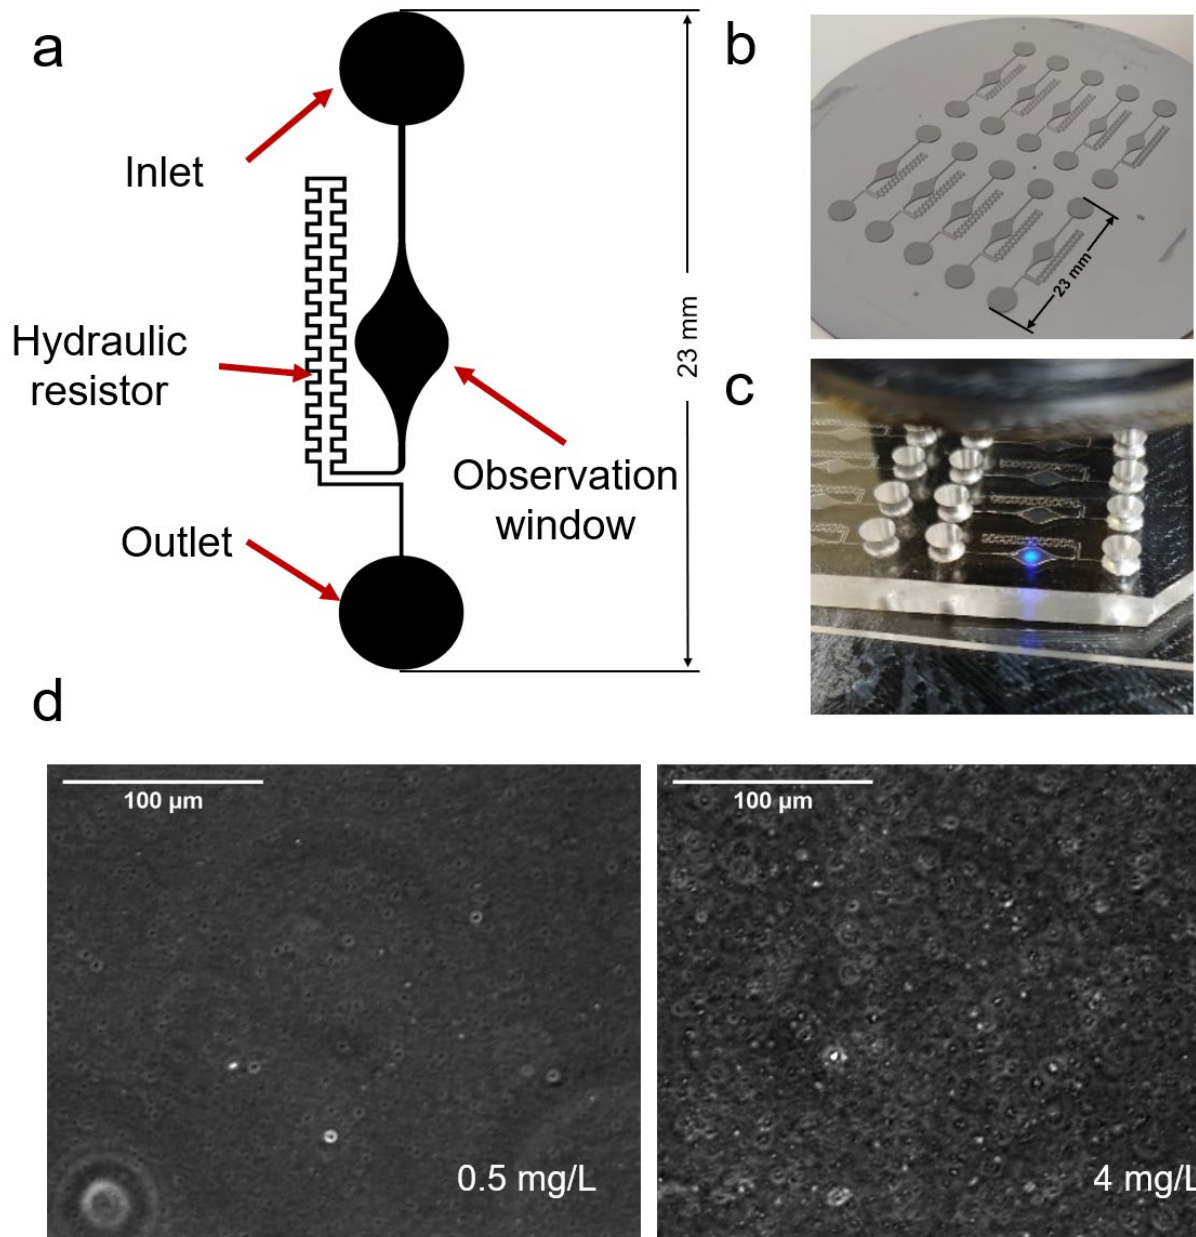 a
Inlet
Hydraulic
resistor
Outlet
Observation
window
23 mm
b
23 mm
c
d
100 µm
0.5 mg/L
100 µm
4 mg/L